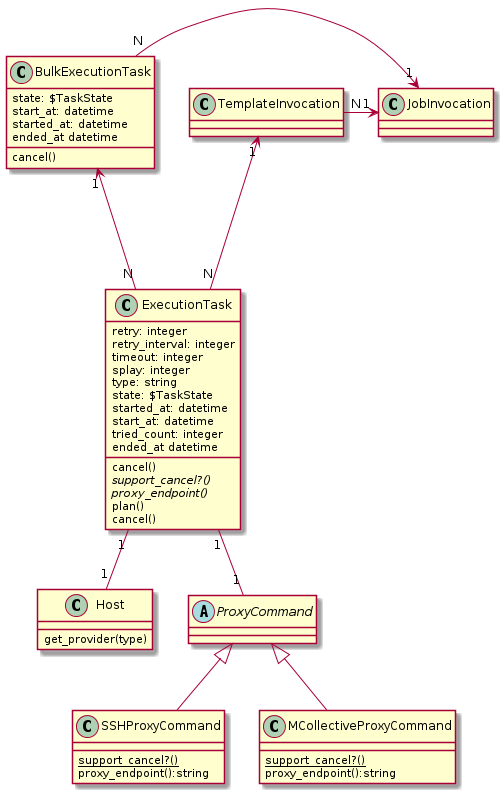 N
1
C BulkExecutionTask
state: $TaskState
start_at: datetime
started_at: datetime
ended_at datetime
cancel()
C TemplateInvocation
N 1
C JobInvocation
1
1
N
N
C ExecutionTask
retry: integer
retry_interval: integer
timeout: integer
splay: integer
type: string
state: $TaskState
started_at: datetime
start_at: datetime
tried_count: integer
ended_at datetime
cancel()
support_cancel?()
proxy_endpoint()
plan()
cancel()
1
1
1
1
C Host
get_provider(type)
A ProxyCommand
C SSHProxyCommand
support_cancel?()
proxy_endpoint():string
C MCollectiveProxyCommand
support_cancel?()
proxy_endpoint():string